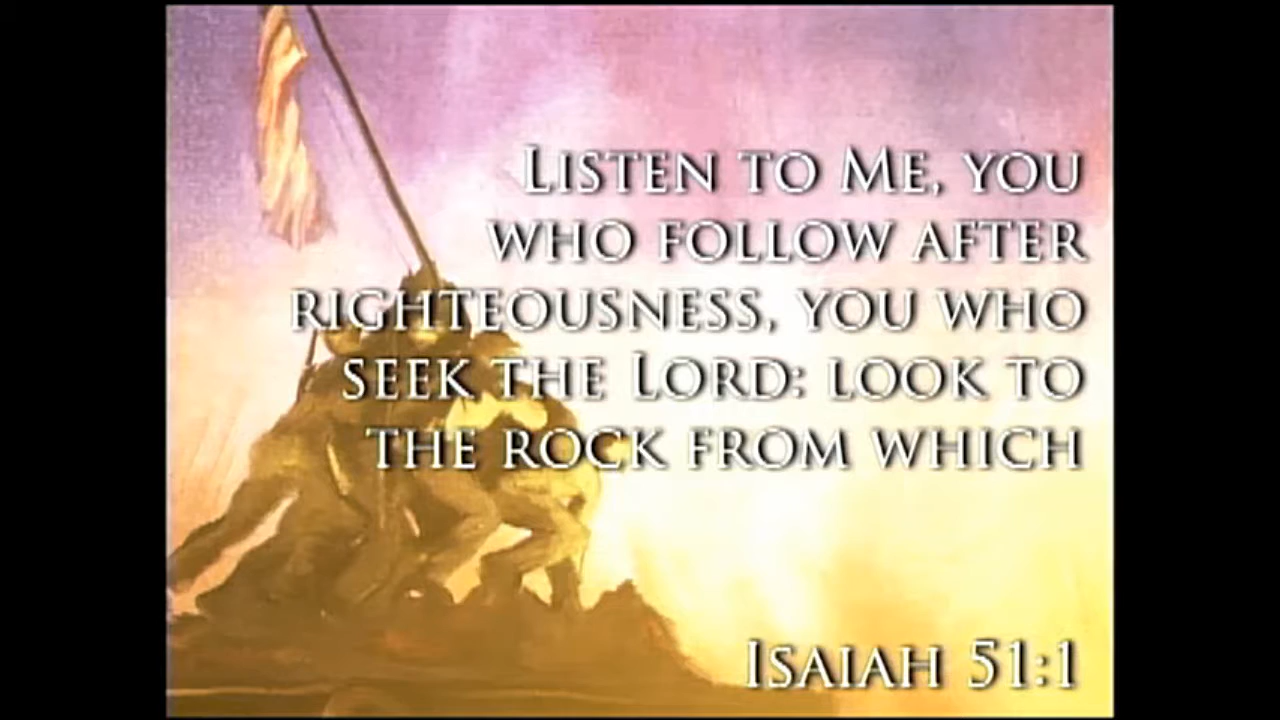 Listen to Me, you
who follow after
righteousness, you who
seek the Lord: look to
the rock from which
Isaiah 51:1